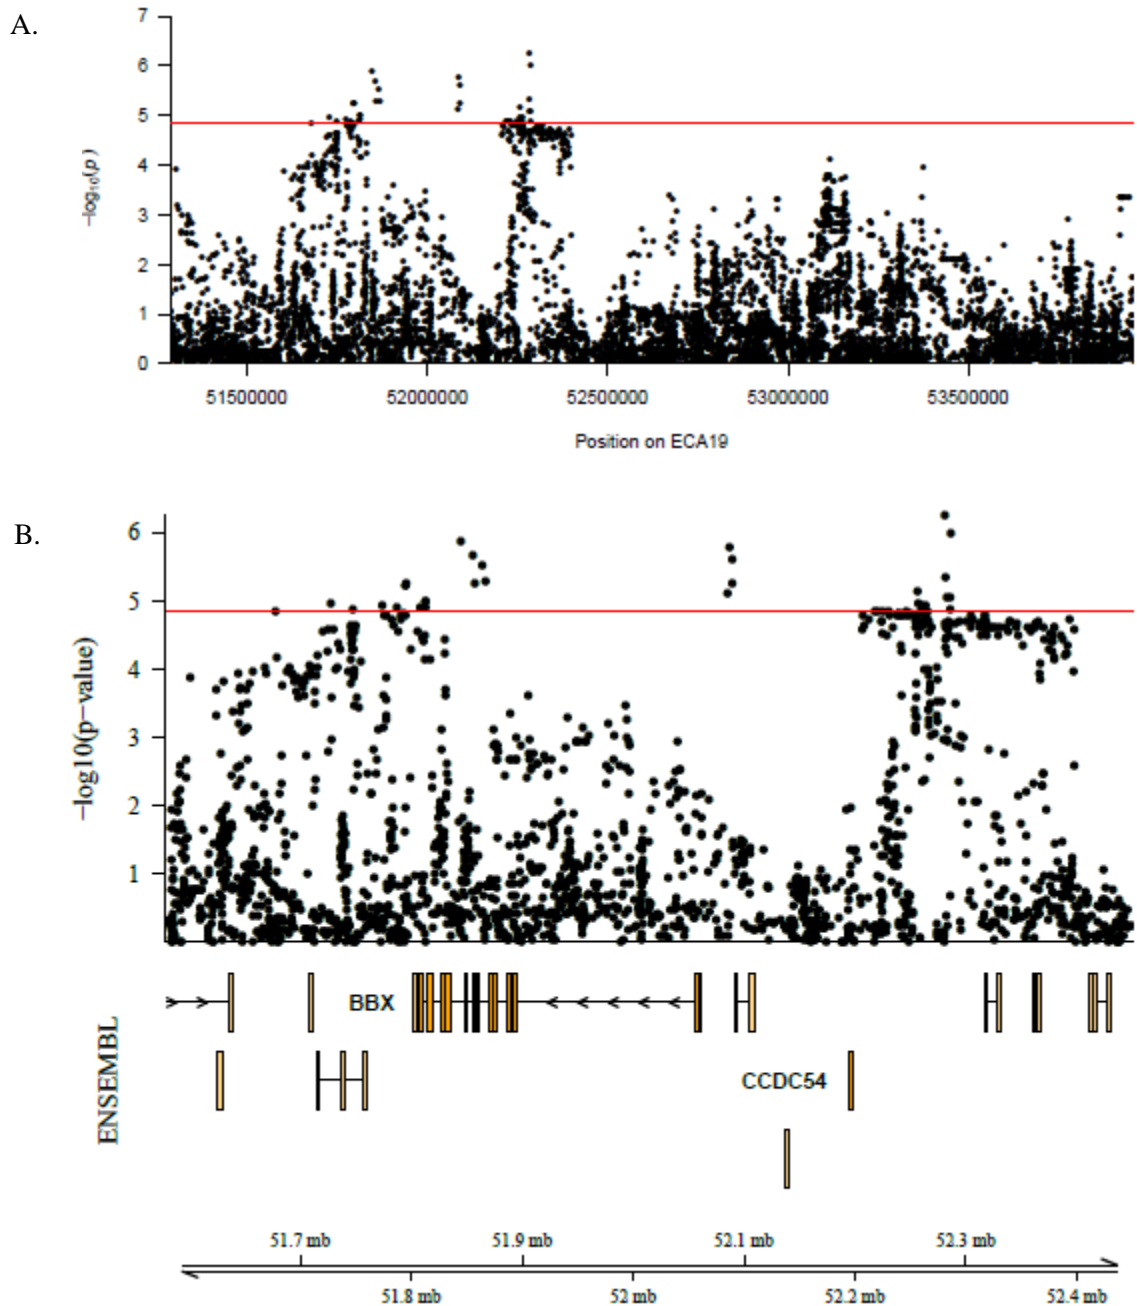 A.
7
6
5
4
3
2
1
0
−log10(p)
51500000 52000000 52500000 53000000 53500000
Position on ECA19
B.
6
5
4
3
2
1
−log10(p−value)
BBX
CCDC54
ENSEMBL
51.7 mb 51.9 mb 52.1 mb 52.3 mb
51.8 mb 52 mb 52.2 mb 52.4 mb